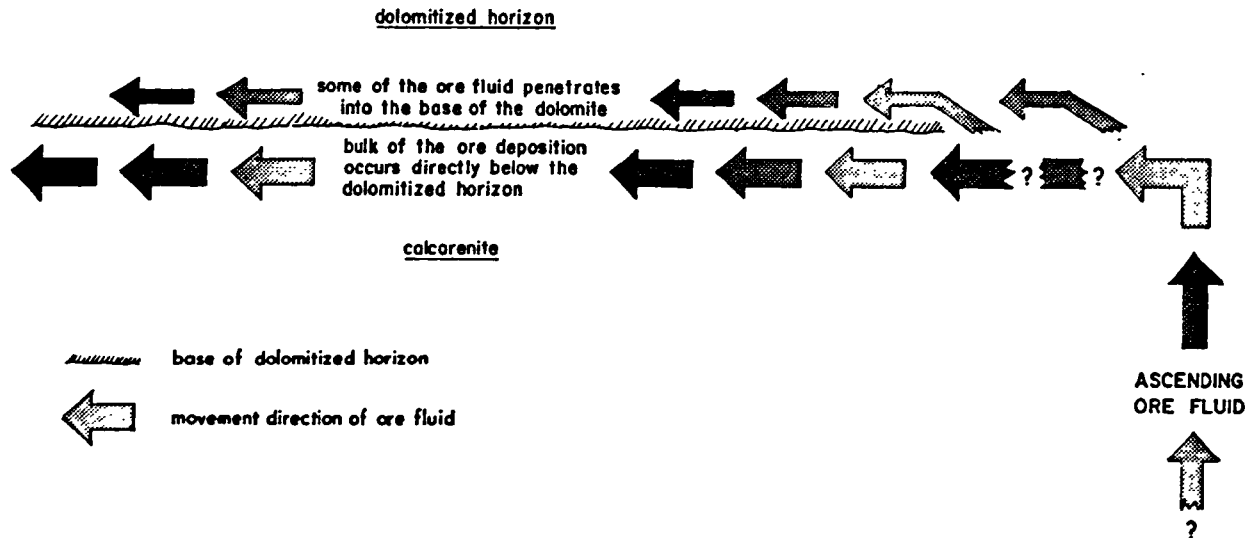 dolomitized horizon
some of the ore fluid penetrates
into the base of the dolomite
bulk of the ore deposition
occurs directly below the
dolomitized horizon
? ?
calcarenite
base of dolomitized horizon
movement direction of ore fluid
ASCENDING
ORE FLUID
?